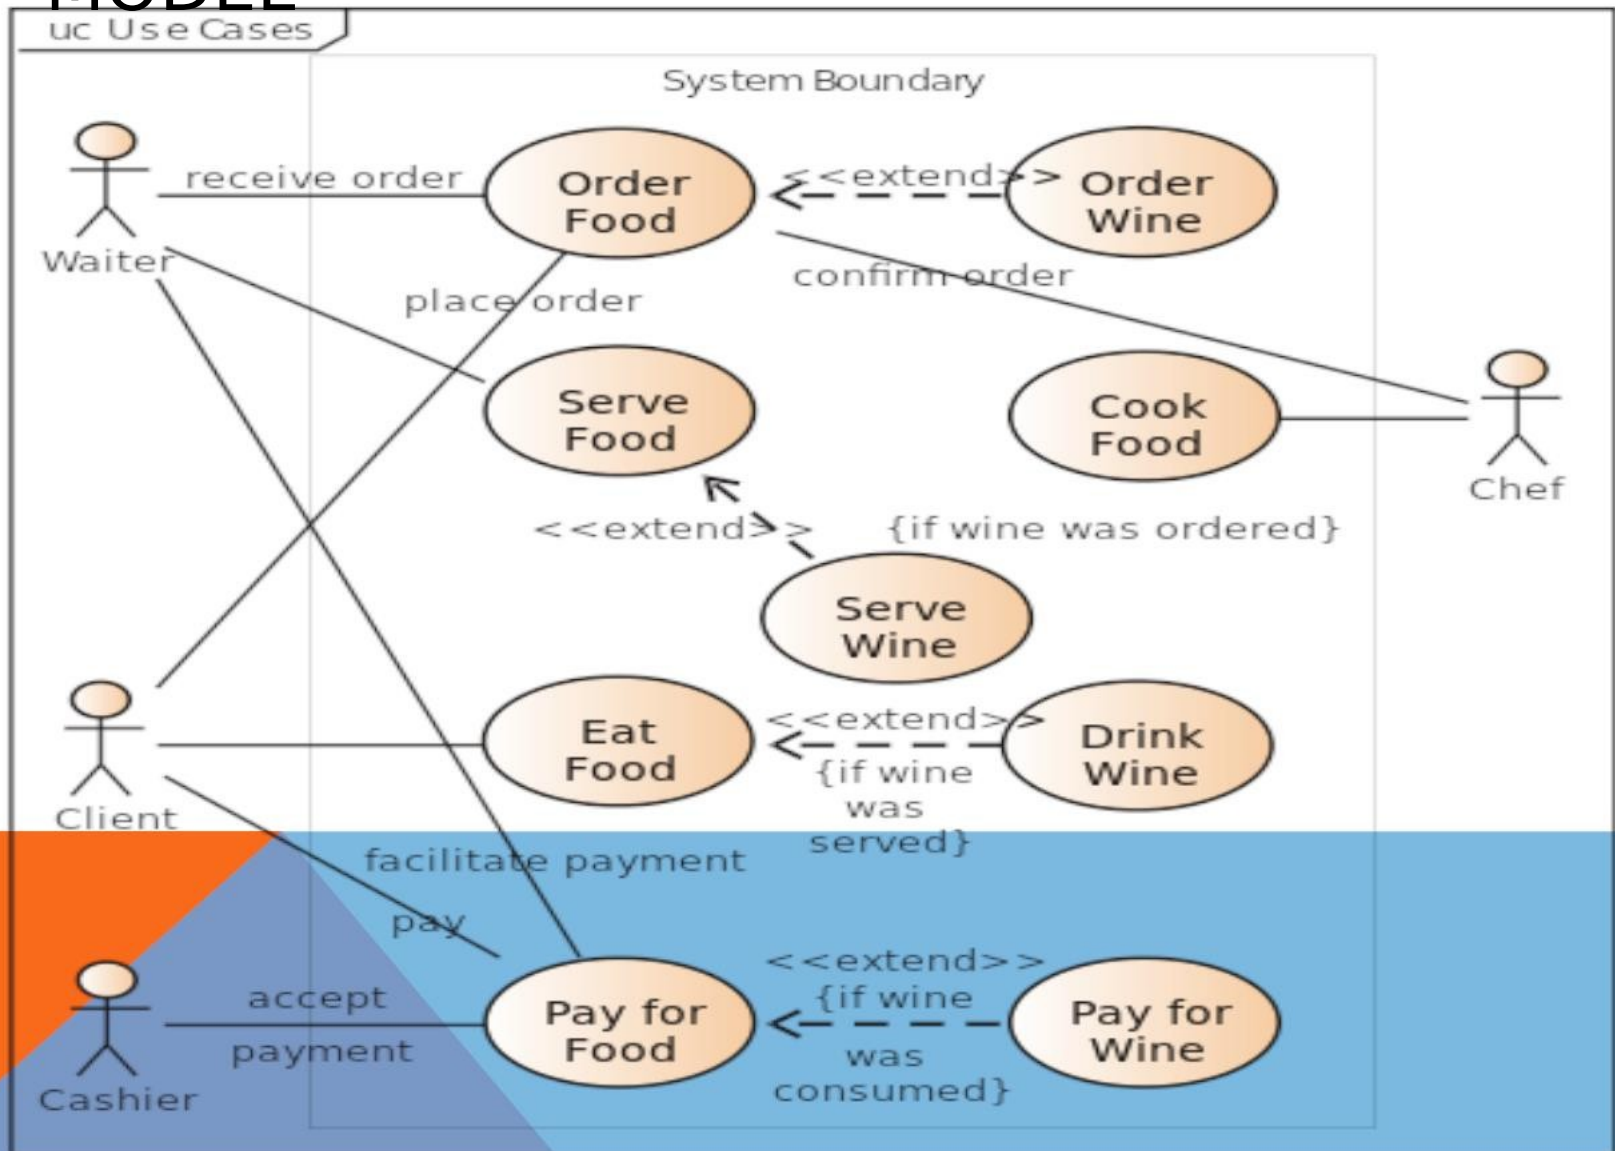 MODEL
uc Use Cases
System Boundary
receive order
Order
Food
<<extend>>
Order
Wine
Waiter
place order
confirm order
Serve
Food
Cook
Food
Chef
<<extend>>
{if wine was ordered}
Serve
Wine
Eat
Food
<<extend>>
{if wine
was
served}
Drink
Wine
Client
facilitate payment
pay
accept
payment
Cashier
Pay for
Food
<<extend>>
{if wine
was
consumed}
Pay for
Wine